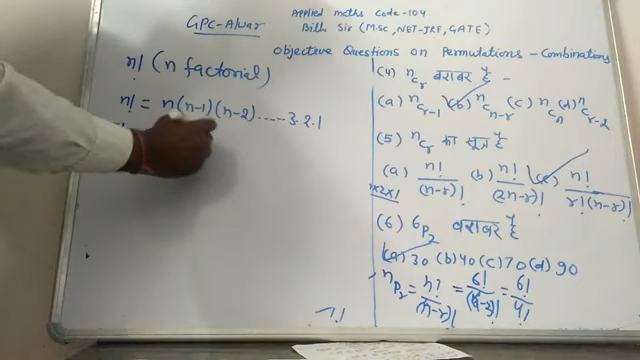 GPC-Alwar
Applied maths Code-104
Bith Sir (M.SC, NET-JRF, GATE)
Objective Questions on Permutations - Combinations
n! (n factorial)
n! = n(n-1)(n-2)......3.2.1
(4) ⁿCᵣ बराबर है -
(a) ⁿCᵣ₋₁ (b) ⁿCₙ₋ᵣ (c) ⁿCₙ (d) ⁿCᵣ₋₂
(5) ⁿCᵣ का सूत्र है
(a) n!/(n-r)! (b) n!/(2n-r)! (c) n!/r!(n-r)!
(6) ⁶P₂ बराबर है
(a) 30 (b) 40 (c) 70 (d) 90
= 6!/(6-2)! = 6!/4!
7!